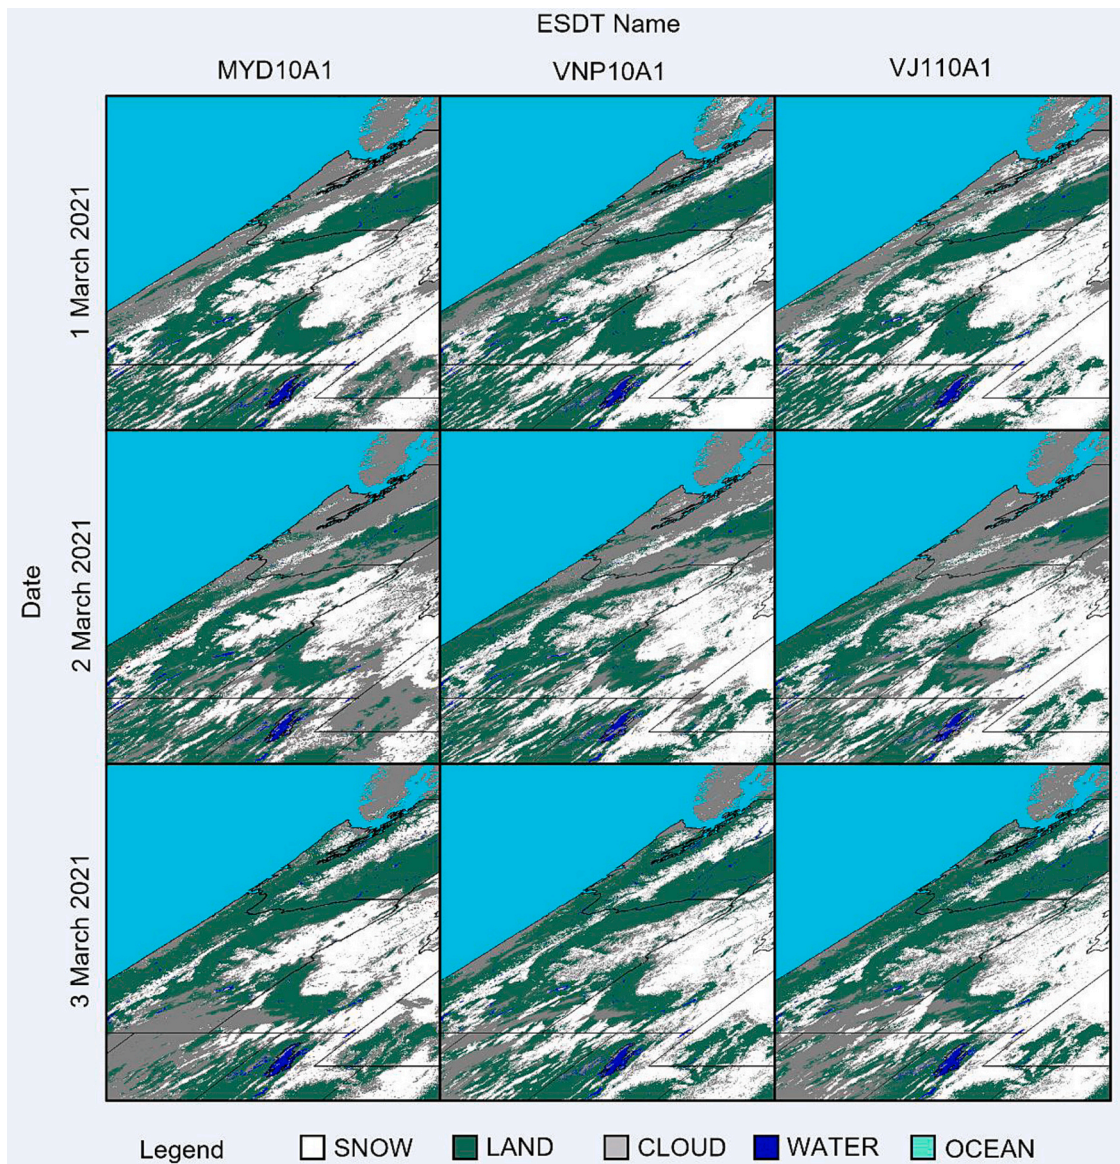 ESDT Name
MYD10A1 VNP10A1 VJ110A1
Date
1 March 2021
2 March 2021
3 March 2021
Legend SNOW LAND CLOUD WATER OCEAN